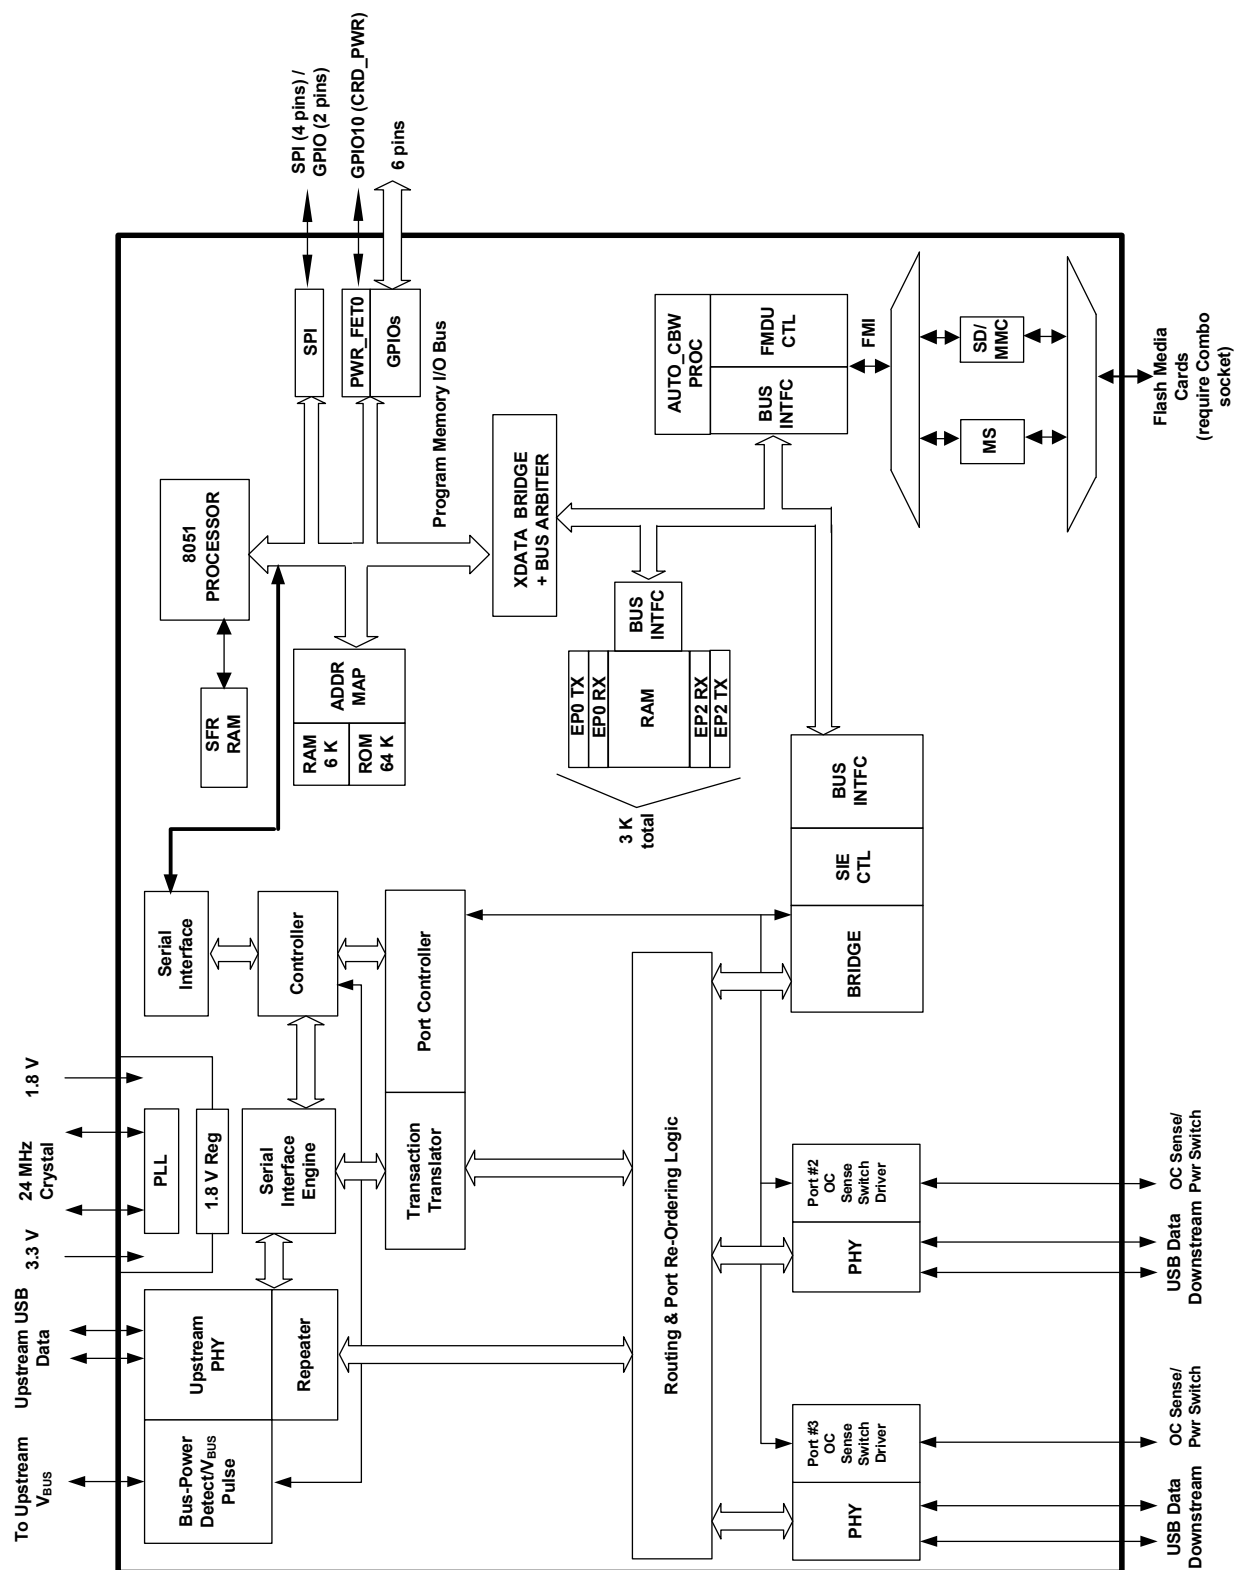 To Upstream
VBUS
Upstream USB
Data
3.3 V
24 MHz
Crystal
1.8 V
Bus-Power
Detect/VBUS
Pulse
Upstream
PHY
Repeater
PLL
1.8 V Reg
Serial
Interface
Engine
Serial
Interface
Controller
Transaction
Translator
Port Controller
SFR
RAM
8051
PROCESSOR
RAM
6 K
ROM
64 K
ADDR
MAP
SPI
PWR_FET0
GPIOs
SPI (4 pins) /
GPIO (2 pins)
GPIO10 (CRD_PWR)
6 pins
Program Memory I/O Bus
XDATA BRIDGE
+ BUS ARBITER
3 K
total
EP0 TX
EP0 RX
RAM
EP2 RX
EP2 TX
BUS
INTFC
AUTO_CBW
PROC
BUS
INTFC
FMDU
CTL
FMI
MS
SD/
MMC
Flash Media
Cards
(require Combo
socket)
Routing & Port Re-Ordering Logic
BRIDGE
SIE
CTL
BUS
INTFC
PHY
Port #3
OC
Sense
Switch
Driver
PHY
Port #2
OC
Sense
Switch
Driver
USB Data
Downstream
OC Sense/
Pwr Switch
USB Data
Downstream
OC Sense/
Pwr Switch